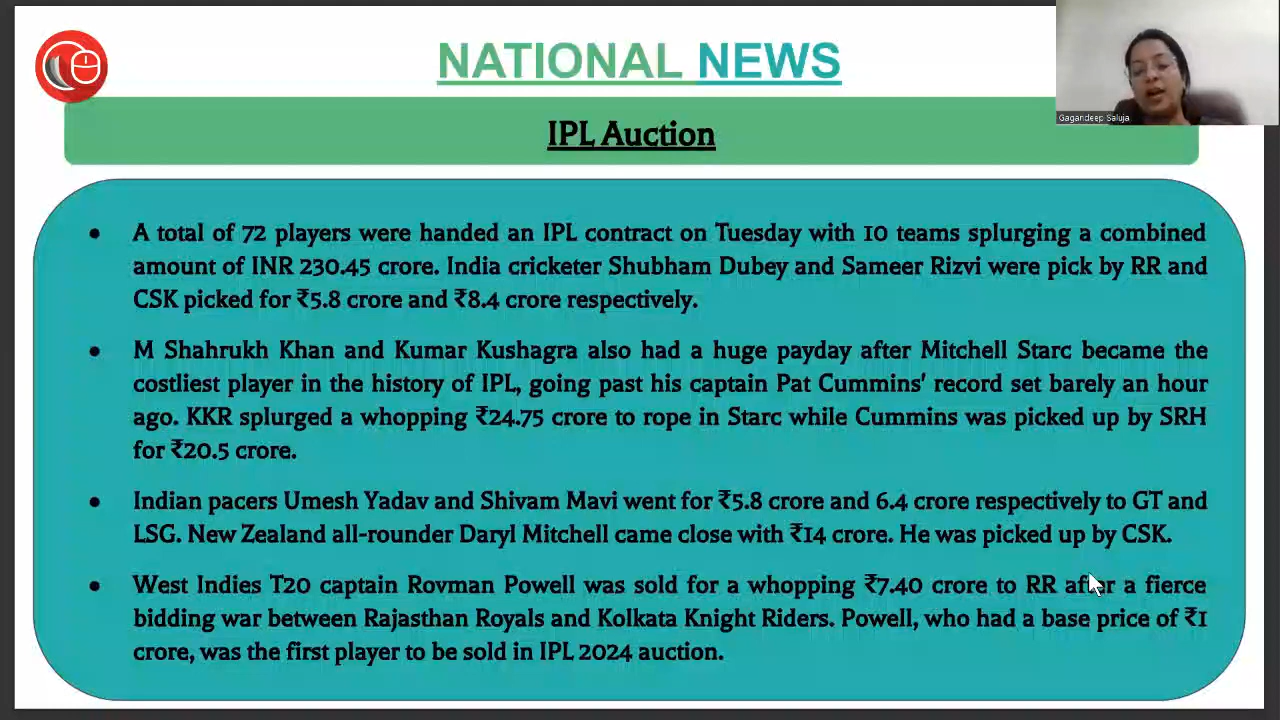 NATIONAL NEWS
Gagandeep Saluja
IPL Auction
• A total of 72 players were handed an IPL contract on Tuesday with 10 teams splurging a combined
amount of INR 230.45 crore. India cricketer Shubham Dubey and Sameer Rizvi were pick by RR and
CSK picked for ₹5.8 crore and ₹8.4 crore respectively.
• M Shahrukh Khan and Kumar Kushagra also had a huge payday after Mitchell Starc became the
costliest player in the history of IPL, going past his captain Pat Cummins' record set barely an hour
ago. KKR splurged a whopping ₹24.75 crore to rope in Starc while Cummins was picked up by SRH
for ₹20.5 crore.
• Indian pacers Umesh Yadav and Shivam Mavi went for ₹5.8 crore and 6.4 crore respectively to GT and
LSG. New Zealand all-rounder Daryl Mitchell came close with ₹14 crore. He was picked up by CSK.
• West Indies T20 captain Rovman Powell was sold for a whopping ₹7.40 crore to RR after a fierce
bidding war between Rajasthan Royals and Kolkata Knight Riders. Powell, who had a base price of ₹1
crore, was the first player to be sold in IPL 2024 auction.